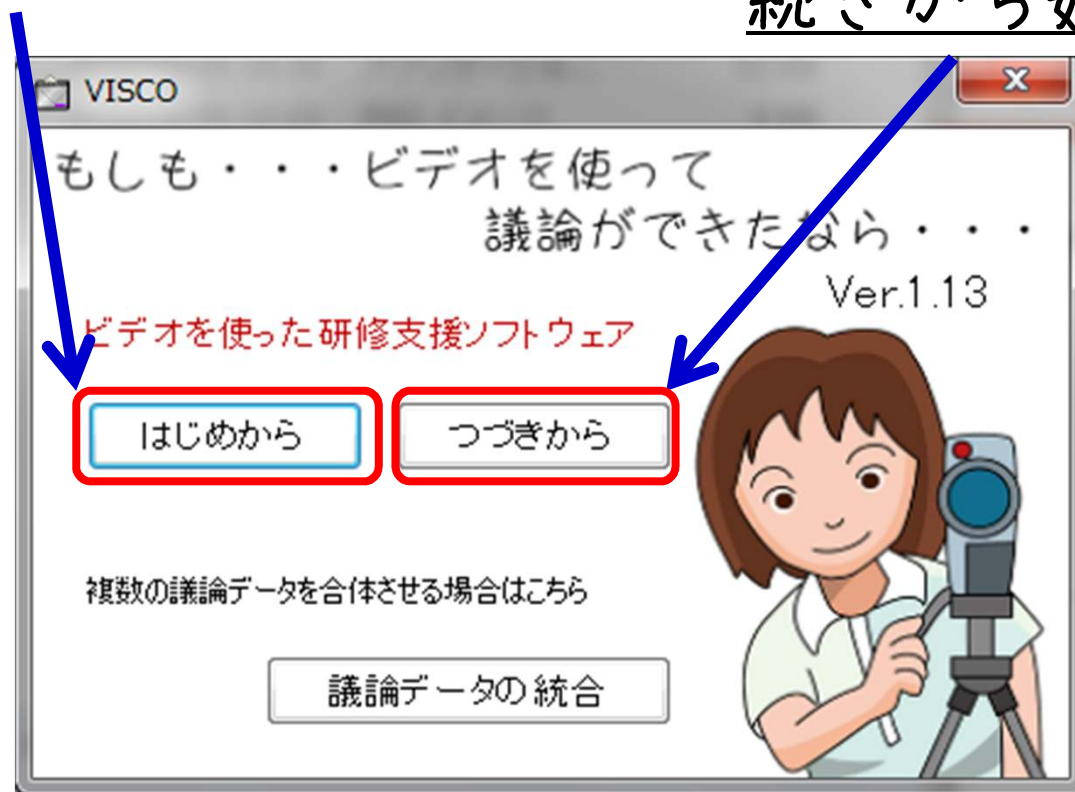 続きから
VISCO
もしも・・・ビデオを使って
議論ができたなら・・・
Ver.1.13
ビデオを使った研修支援ソフトウェア
はじめから
つづきから
複数の議論データを合体させる場合はこちら
議論データの統合